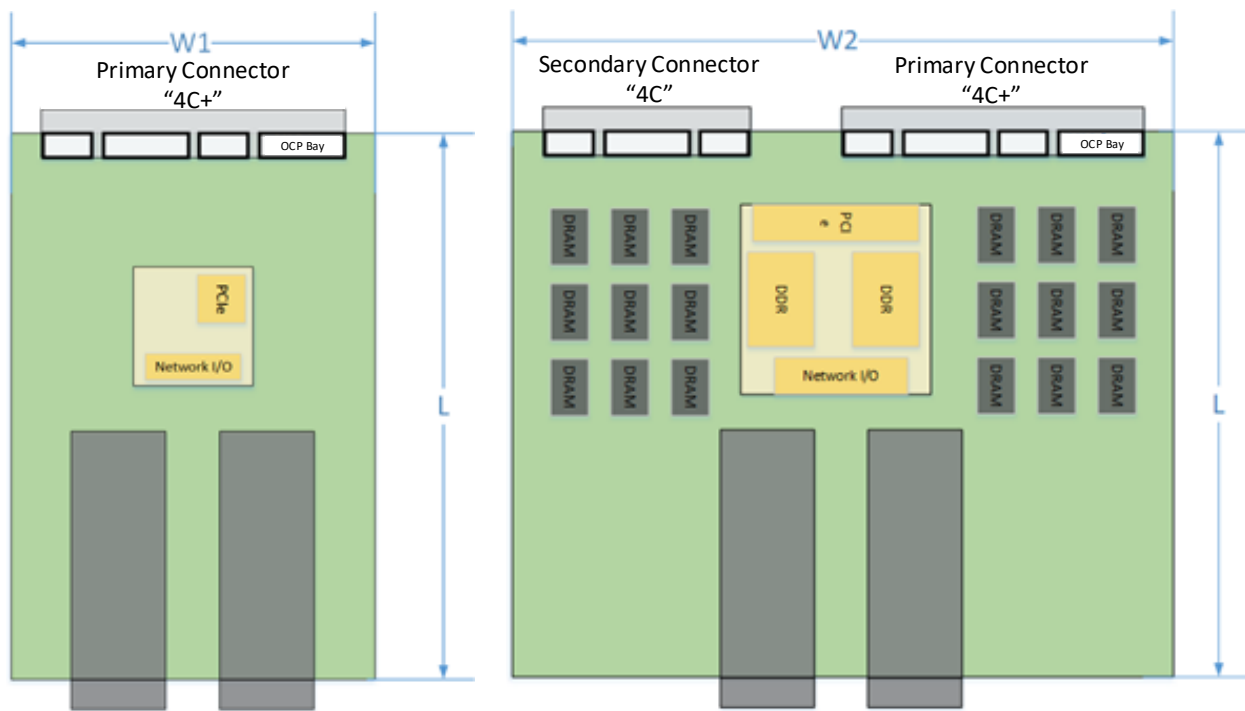 W1
Primary Connector
“4C+”
OCP Bay
PCIe
Network I/O
L
W2
Secondary Connector
“4C”
Primary Connector
“4C+”
OCP Bay
DRAM
DRAM
DRAM
DRAM
DRAM
DRAM
DRAM
DRAM
DRAM
PCI
e
DDR
DDR
Network I/O
DRAM
DRAM
DRAM
DRAM
DRAM
DRAM
DRAM
DRAM
DRAM
L